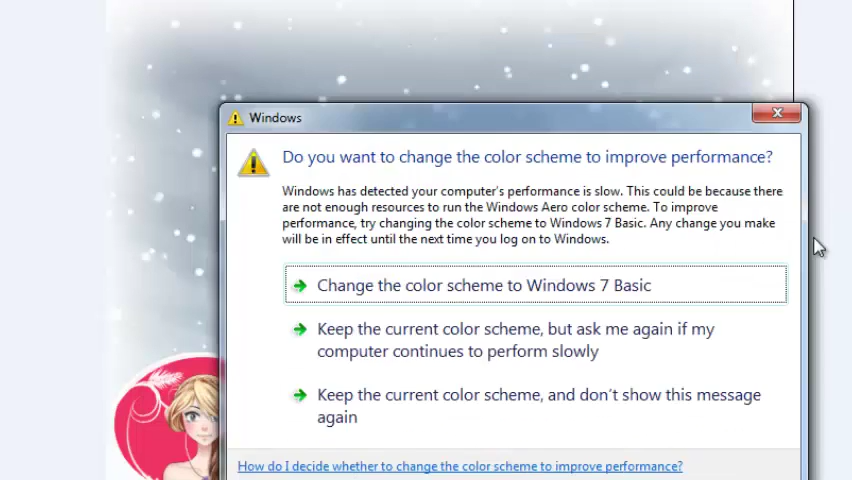 Windows
Do you want to change the color scheme to improve performance?
Windows has detected your computer's performance is slow. This could be because there
are not enough resources to run the Windows Aero color scheme. To improve
performance, try changing the color scheme to Windows 7 Basic. Any change you make
will be in effect until the next time you log on to Windows.
Change the color scheme to Windows 7 Basic
Keep the current color scheme, but ask me again if my
computer continues to perform slowly
Keep the current color scheme, and don't show this message
again
How do I decide whether to change the color scheme to improve performance?